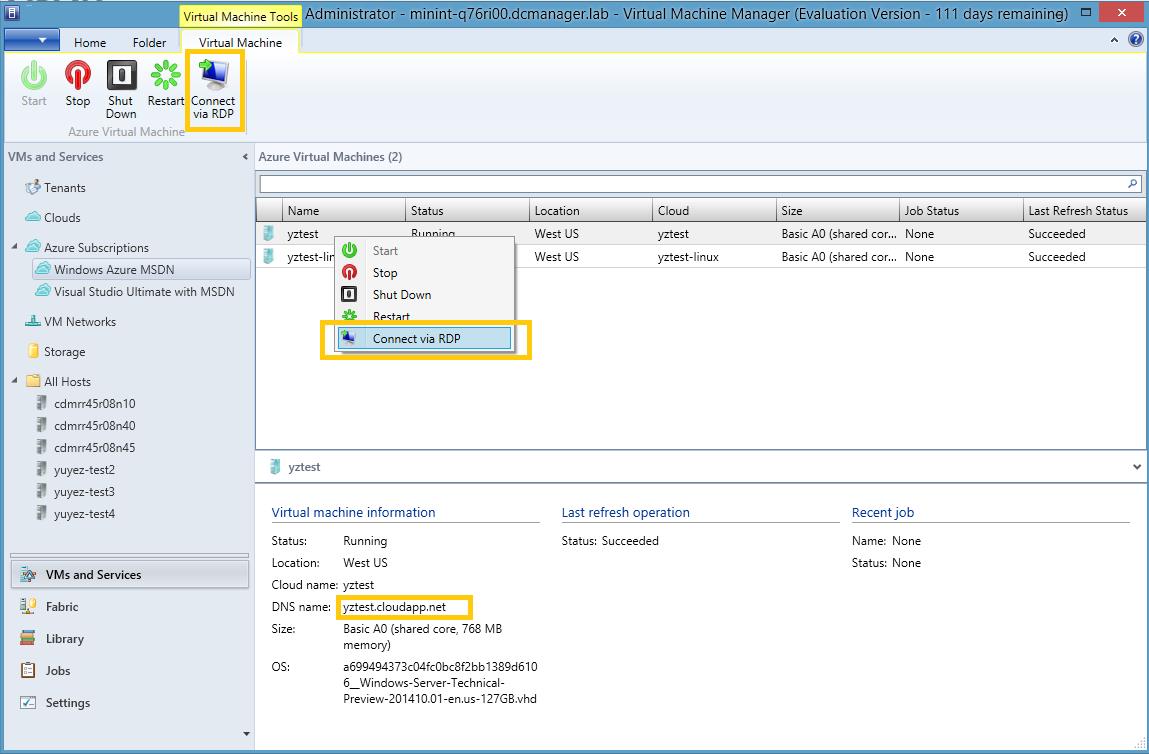 Virtual Machine Tools
Administrator - minint-q76ri00.dcmanager.lab - Virtual Machine Manager (Evaluation Version - 111 days remaining)
Home Folder Virtual Machine
Start Stop Shut Down Restart Connect via RDP
Azure Virtual Machine
VMs and Services
Tenants
Clouds
Azure Subscriptions
Windows Azure MSDN
Visual Studio Ultimate with MSDN
VM Networks
Storage
All Hosts
cdmrr45r08n10
cdmrr45r08n40
cdmrr45r08n45
yuyez-test2
yuyez-test3
yuyez-test4
VMs and Services
Fabric
Library
Jobs
Settings
Azure Virtual Machines (2)
Name Status Location Cloud Size Job Status Last Refresh Status
yztest Running West US yztest Basic A0 (shared cor... None Succeeded
yztest-lin West US yztest-linux Basic A0 (shared cor... None Succeeded
Start
Stop
Shut Down
Restart
Connect via RDP
yztest
Virtual machine information
Status: Running
Location: West US
Cloud name: yztest
DNS name: yztest.cloudapp.net
Size: Basic A0 (shared core, 768 MB
memory)
OS: a699494373c04fc0bc8f2bb1389d610
6__Windows-Server-Technical-
Preview-201410.01-en.us-127GB.vhd
Last refresh operation
Status: Succeeded
Recent job
Name: None
Status: None